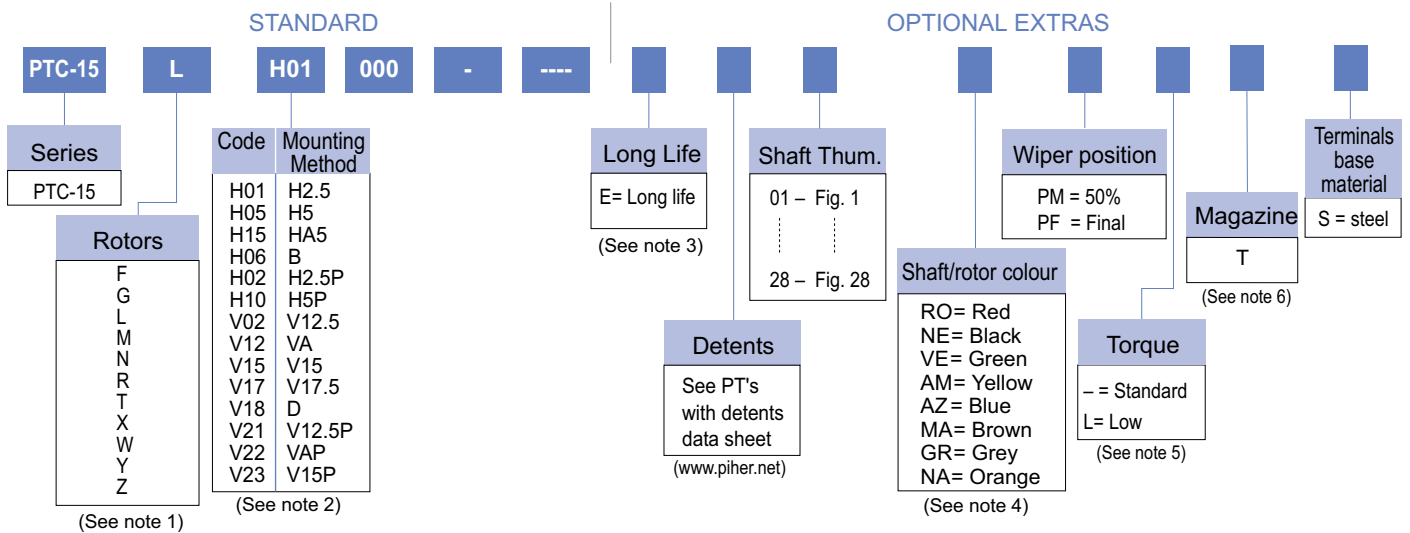 STANDARD
OPTIONAL EXTRAS
PTC-15 L H01 000 - ----
Series
PTC-15
Rotors
F
G
L
M
N
R
T
X
W
Y
Z
(See note 1)
Code Mounting Method
H01 H2.5
H05 H5
H15 HA5
H06 B
H02 H2.5P
H10 H5P
V02 V12.5
V12 VA
V15 V15
V17 V17.5
V18 D
V21 V12.5P
V22 VAP
V23 V15P
(See note 2)
Long Life
E= Long life
(See note 3)
Detents
See PT's
with detents
data sheet
(www.piher.net)
Shaft Thum.
01 – Fig. 1
28 – Fig. 28
Shaft/rotor colour
RO= Red
NE= Black
VE= Green
AM= Yellow
AZ= Blue
MA= Brown
GR= Grey
NA= Orange
(See note 4)
Wiper position
PM = 50%
PF = Final
Torque
– = Standard
L= Low
(See note 5)
Magazine
T
(See note 6)
Terminals
base
material
S = steel